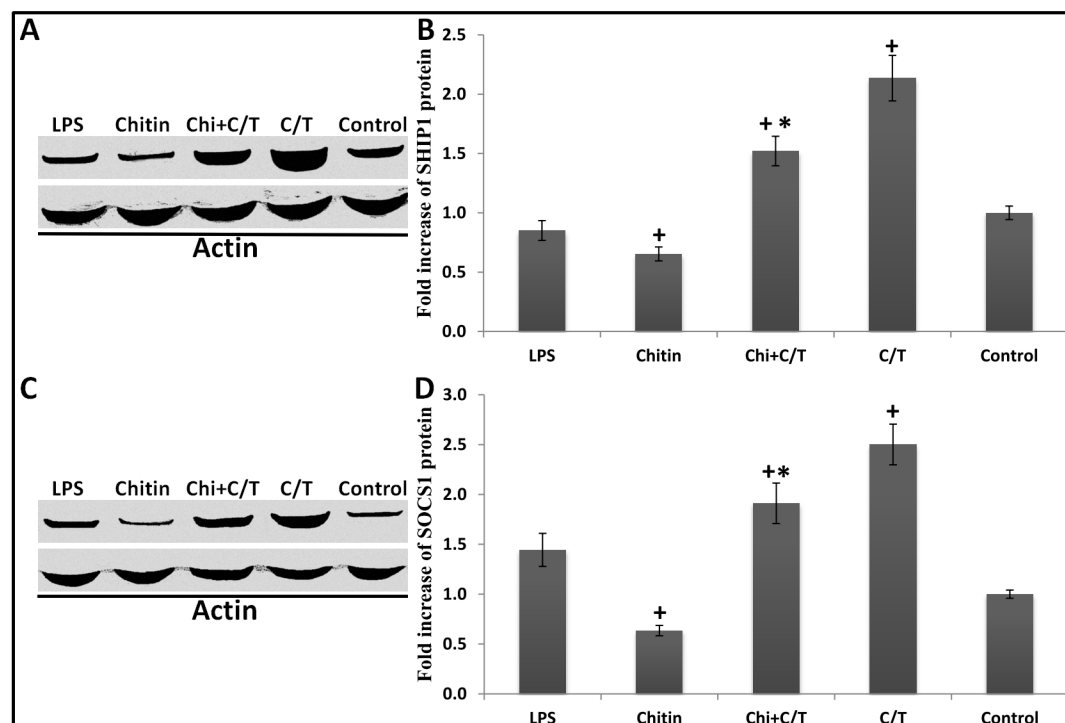 A
LPS Chitin Chi+C/T C/T Control
Actin
B
Fold increase of SHIP1 protein
2.5
2.0
1.5
1.0
0.5
0.0
+
+ *
+
+
LPS Chitin Chi+C/T C/T Control
C
LPS Chitin Chi+C/T C/T Control
Actin
D
Fold increase of SOCS1 protein
3.0
2.5
2.0
1.5
1.0
0.5
0.0
+
+*
+
LPS Chitin Chi+C/T C/T Control